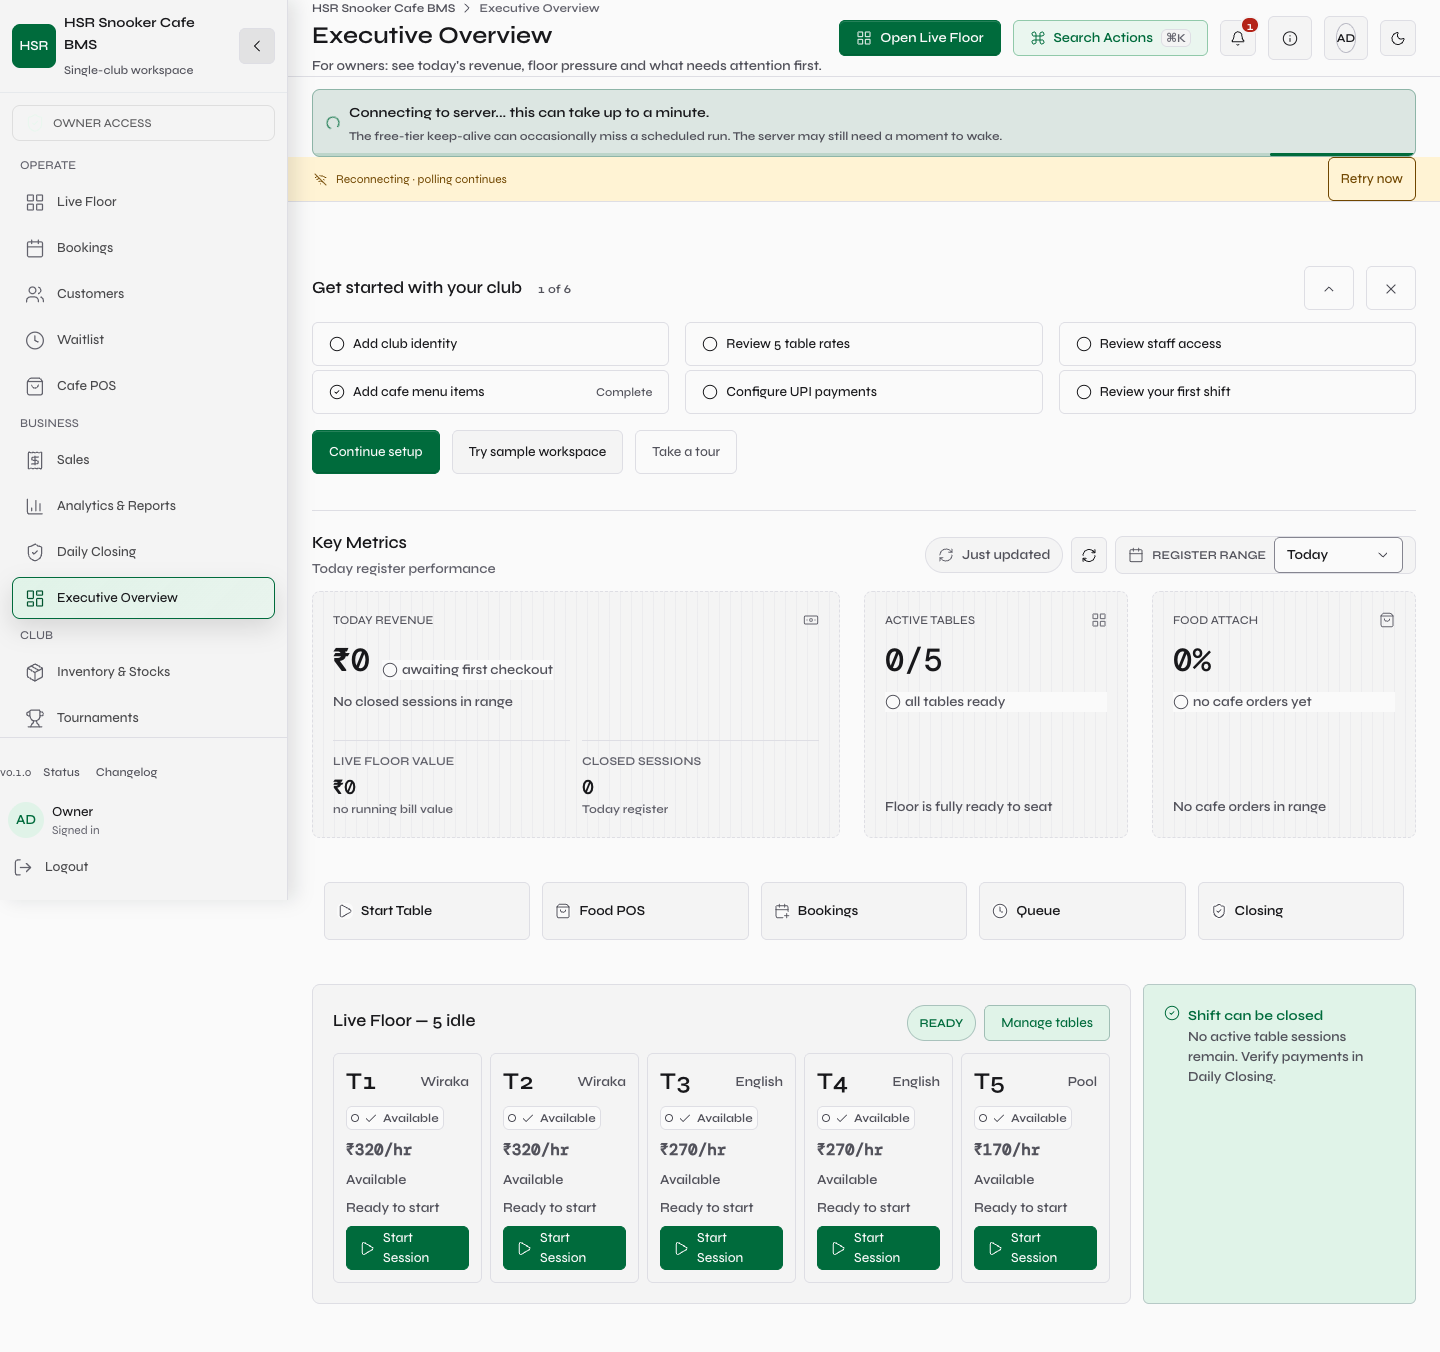 HSR
HSR Snooker Cafe
BMS
Single-club workspace
OWNER ACCESS
OPERATE
Live Floor
Bookings
Customers
Waitlist
Cafe POS
BUSINESS
Sales
Analytics & Reports
Daily Closing
Executive Overview
CLUB
Inventory & Stocks
Tournaments
v0.1.0 Status Changelog
AD
Owner
Signed in
Logout
HSR Snooker Cafe BMS > Executive Overview
Executive Overview
For owners: see today's revenue, floor pressure and what needs attention first.
Open Live Floor
Search Actions ⌘K
1
AD
Connecting to server... this can take up to a minute.
The free-tier keep-alive can occasionally miss a scheduled run. The server may still need a moment to wake.
Reconnecting · polling continues
Retry now
Get started with your club 1 of 6
Add club identity
Review 5 table rates
Review staff access
Add cafe menu items Complete
Configure UPI payments
Review your first shift
Continue setup
Try sample workspace
Take a tour
Key Metrics
Today register performance
Just updated
REGISTER RANGE Today
TODAY REVENUE
₹0 awaiting first checkout
No closed sessions in range
LIVE FLOOR VALUE
₹0
no running bill value
CLOSED SESSIONS
0
Today register
ACTIVE TABLES
0/5
all tables ready
Floor is fully ready to seat
FOOD ATTACH
0%
no cafe orders yet
No cafe orders in range
Start Table
Food POS
Bookings
Queue
Closing
Live Floor — 5 idle
READY
Manage tables
T1 Wiraka
Available
₹320/hr
Available
Ready to start
Start
Session
T2 Wiraka
Available
₹320/hr
Available
Ready to start
Start
Session
T3 English
Available
₹270/hr
Available
Ready to start
Start
Session
T4 English
Available
₹270/hr
Available
Ready to start
Start
Session
T5 Pool
Available
₹170/hr
Available
Ready to start
Start
Session
Shift can be closed
No active table sessions
remain. Verify payments in
Daily Closing.